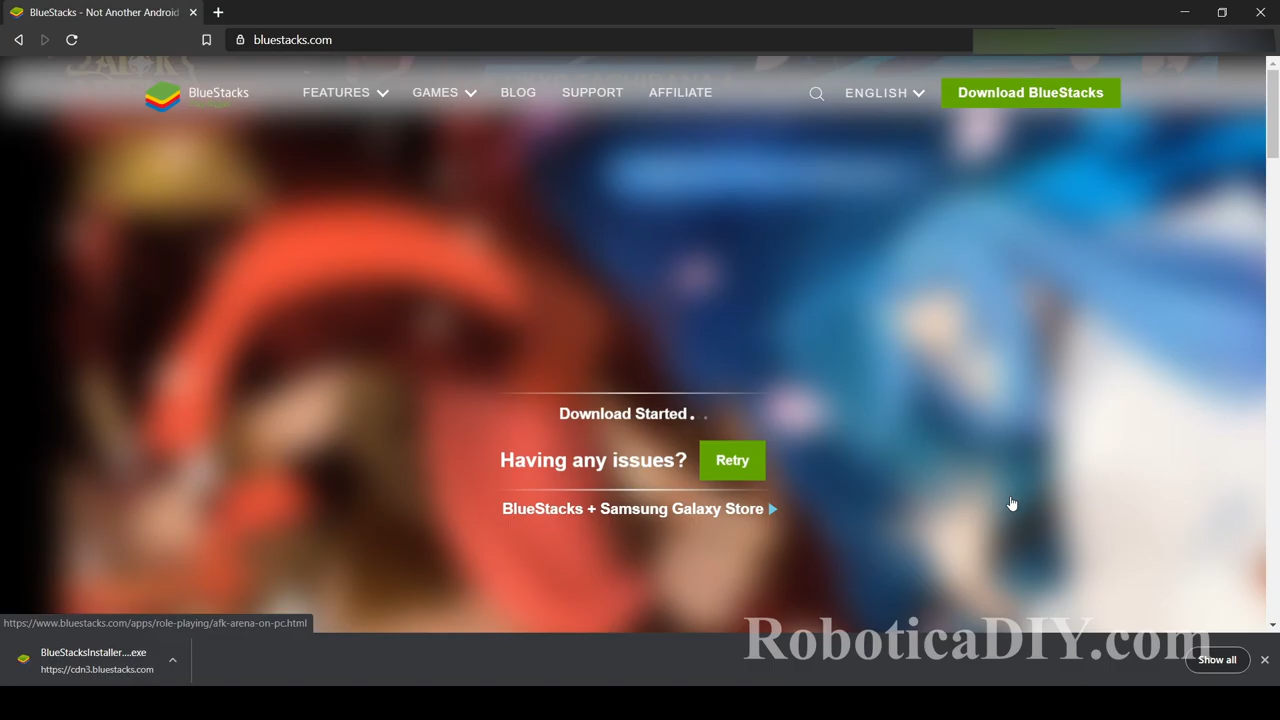 BlueStacks - Not Another Android
bluestacks.com
BlueStacks
FEATURES
GAMES
BLOG
SUPPORT
AFFILIATE
ENGLISH
Download BlueStacks
Download Started . .
Having any issues?
Retry
BlueStacks + Samsung Galaxy Store
https://www.bluestacks.com/apps/role-playing/afk-arena-on-pc.html
BlueStacksInstaller....exe
https://cdn3.bluestacks.com
RoboticaDIY.com
Show all